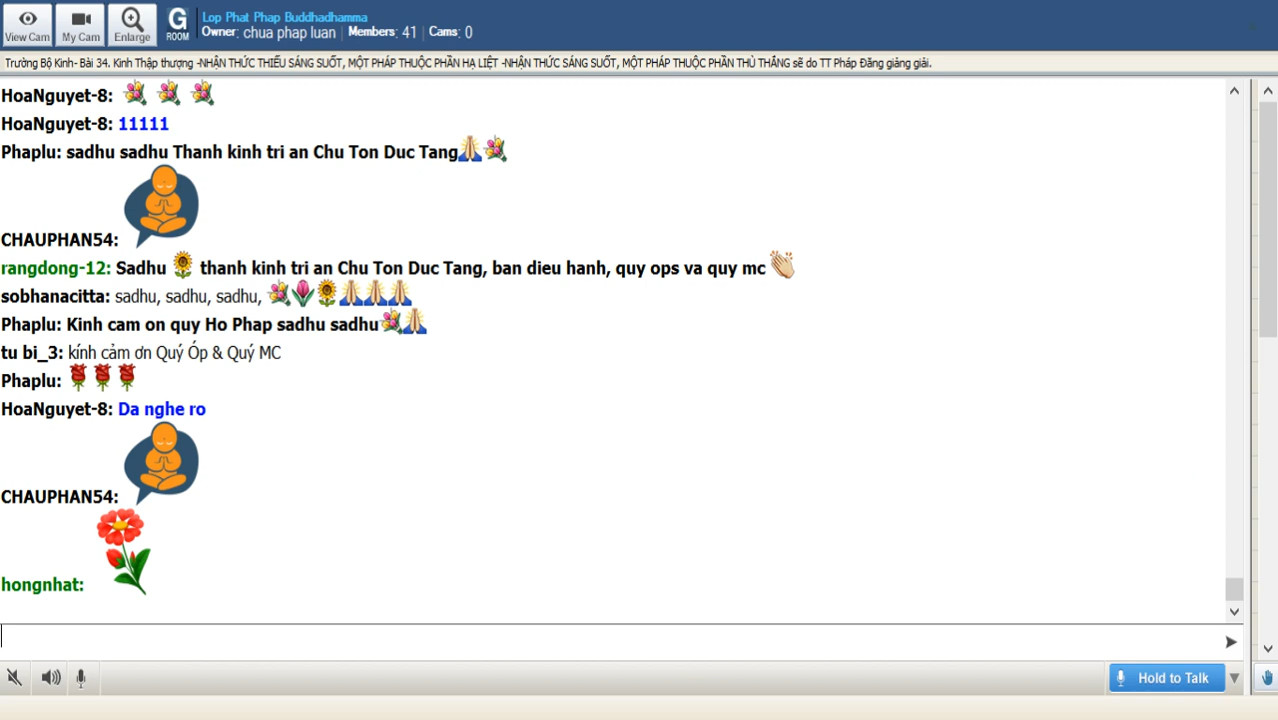 View Cam
My Cam
Enlarge
G
ROOM
Lop Phat Phap Buddhadhamma
Owner: chua phap luan | Members: 41 | Cams: 0
Trường Bộ Kinh- Bài 34. Kinh Thập thượng -NHẬN THỨC THIẾU SÁNG SUỐT, MỘT PHÁP THUỘC PHẦN HẠ LIỆT -NHẬN THỨC SÁNG SUỐT, MỘT PHÁP THUỘC PHẦN THÙ THẮNG sẽ do TT Pháp Đăng giảng giải.
HoaNguyet-8:
HoaNguyet-8: 11111
Phaplu: sadhu sadhu Thanh kinh tri an Chu Ton Duc Tang
CHAUPHAN54:
rangdong-12: Sadhu thanh kinh tri an Chu Ton Duc Tang, ban dieu hanh, quy ops va quy mc
sobhanacitta: sadhu, sadhu, sadhu,
Phaplu: Kinh cam on quy Ho Phap sadhu sadhu
tu bi_3: kính cảm ơn Quý Óp & Quý MC
Phaplu:
HoaNguyet-8: Da nghe ro
CHAUPHAN54:
hongnhat:
Hold to Talk